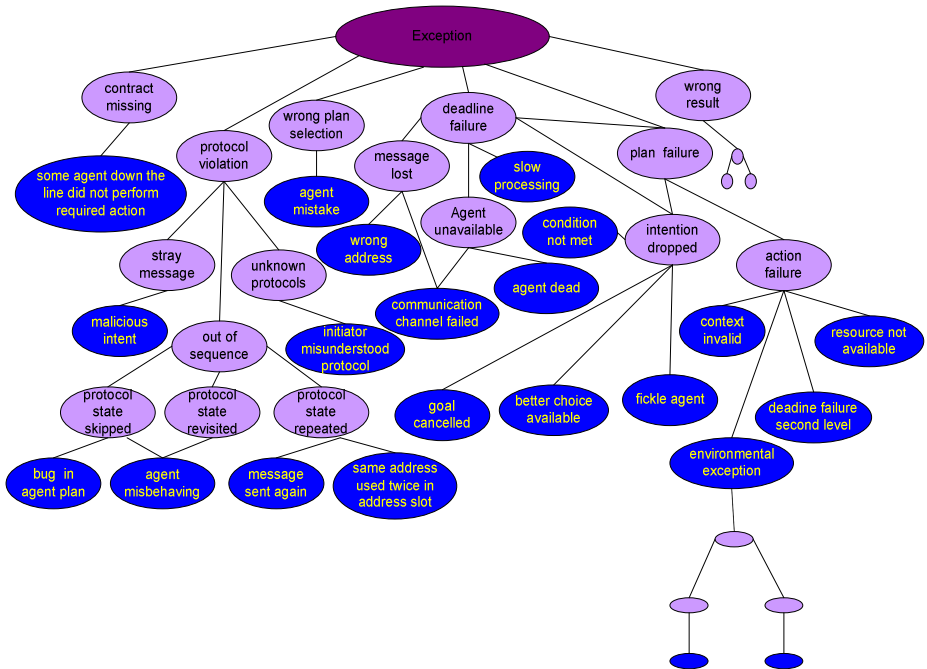 Exception
contract
missing
wrong
result
wrong plan
selection
deadline
failure
protocol
violation
message
lost
plan  failure
some agent down the
line did not perform
required action
agent
mistake
slow
processing
Agent
unavailable
condition
not met
intention
dropped
wrong
address
stray
message
unknown
protocols
action
failure
agent dead
communication
channel failed
malicious
intent
out of
sequence
initiator
misunderstood
protocol
context
invalid
resource not
available
protocol
state
skipped
protocol
state
revisited
protocol
state
repeated
goal
cancelled
better choice
available
fickle agent
deadine failure
second level
environmental
exception
bug  in
agent plan
agent
misbehaving
message
sent again
same address
used twice in
address slot